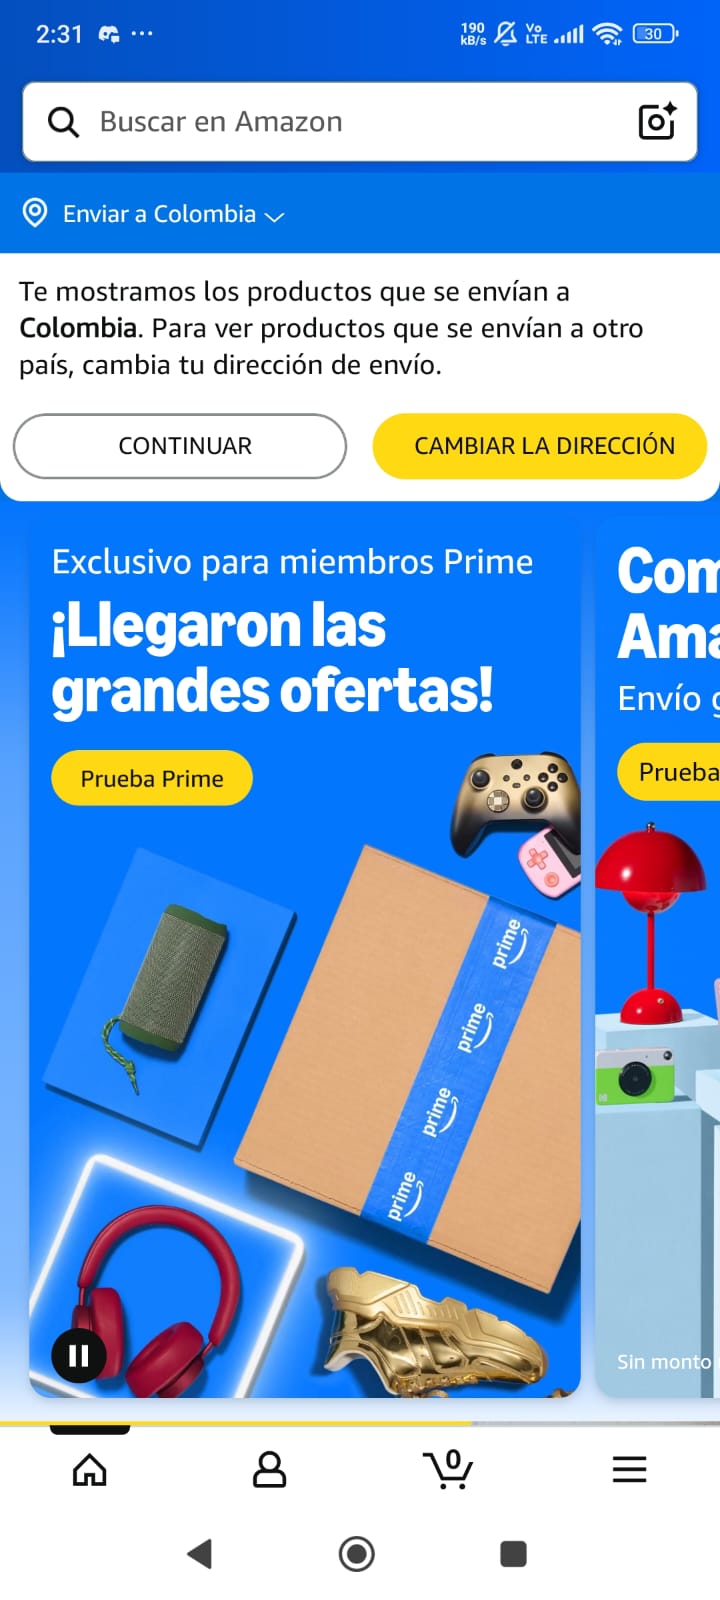 2:31
190 kB/s
Vo LTE
30
Buscar en Amazon
Enviar a Colombia
Te mostramos los productos que se envían a
Colombia. Para ver productos que se envían a otro
país, cambia tu dirección de envío.
CONTINUAR
CAMBIAR LA DIRECCIÓN
Exclusivo para miembros Prime
¡Llegaron las
grandes ofertas!
Prueba Prime
Com
Ama
Envío g
Prueba
prime
prime
prime
prime
Sin monto
0